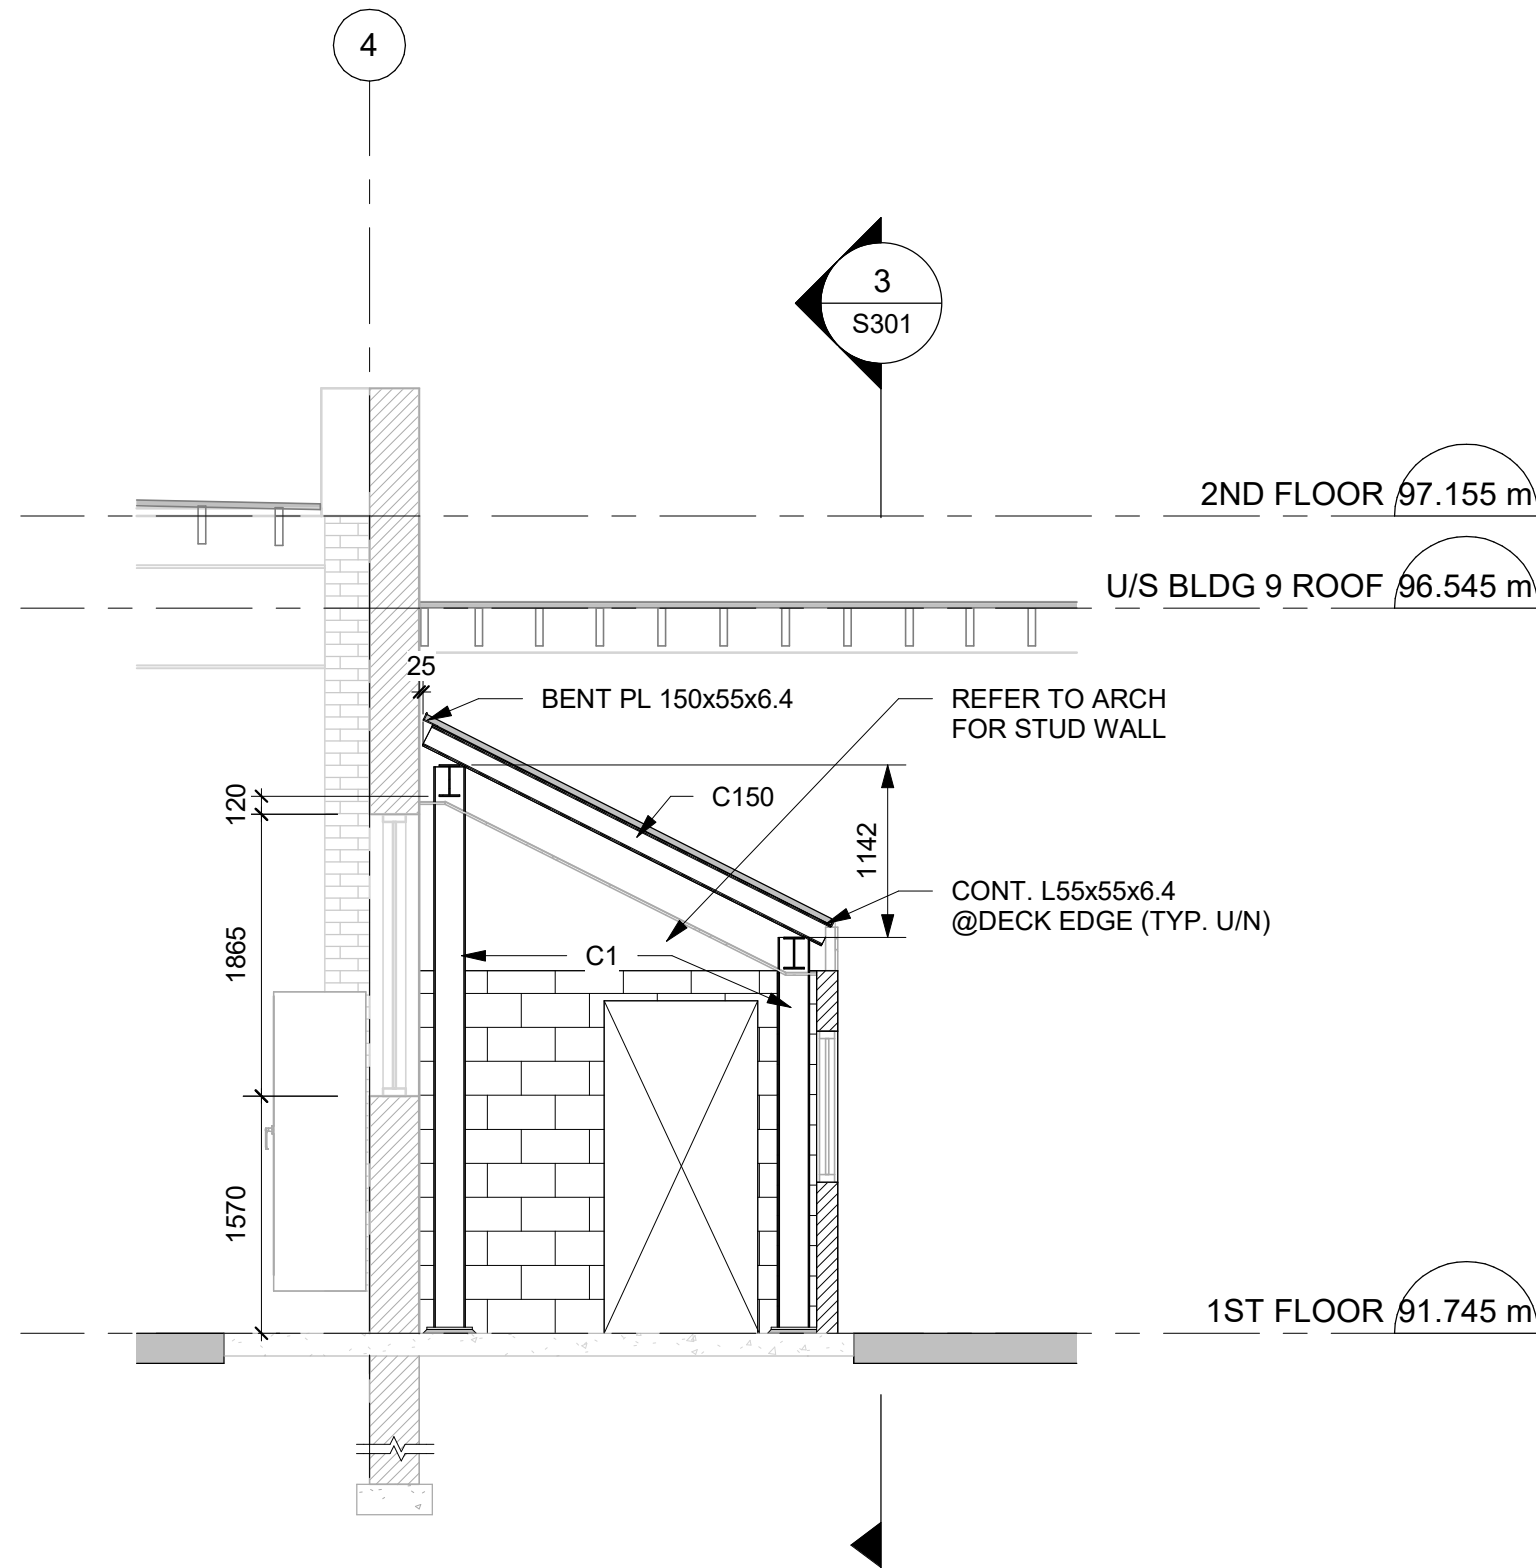 4
3
S301
2ND FLOOR 97.155 m
U/S BLDG 9 ROOF 96.545 m
25
BENT PL 150x55x6.4
REFER TO ARCH
FOR STUD WALL
120
C150
1142
CONT. L55x55x6.4
@DECK EDGE (TYP. U/N)
1865
C1
1570
1ST FLOOR 91.745 m